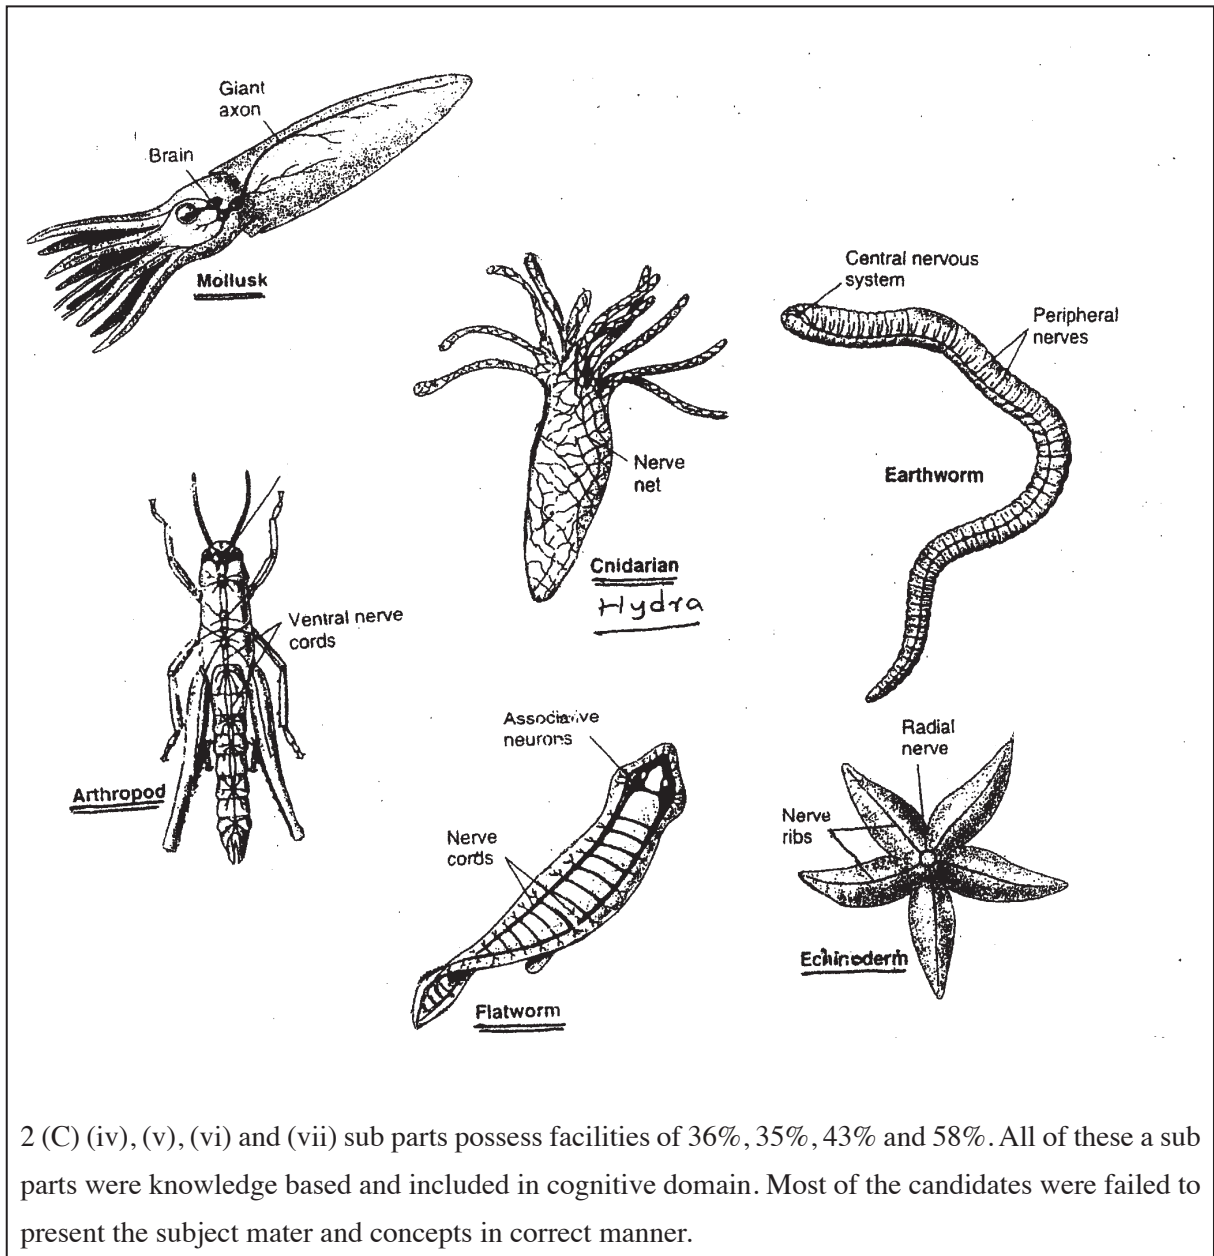 Giant
axon
Brain
Mollusk
Central nervous
system
Peripheral
nerves
Earthworm
Nerve
net
Cnidarian
Hydra
Ventral nerve
cords
Arthropod
Associative
neurons
Nerve
cords
Flatworm
Radial
nerve
Nerve
ribs
Echinoderm
2 (C) (iv), (v), (vi) and (vii) sub parts possess facilities of 36%, 35%, 43% and 58%. All of these a sub
parts were knowledge based and included in cognitive domain. Most of the candidates were failed to
present the subject mater and concepts in correct manner.